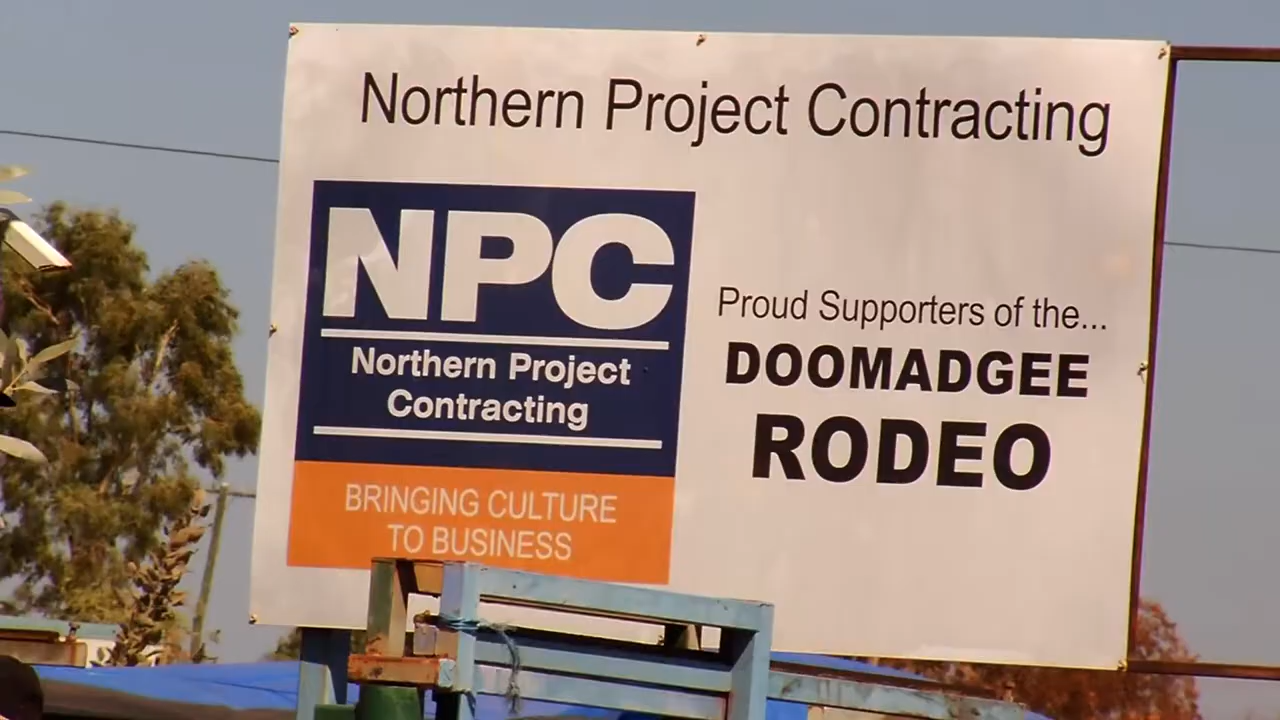 Northern Project Contracting
NPC
Northern Project
Contracting
BRINGING CULTURE
TO BUSINESS
Proud Supporters of the...
DOOMADGEE
RODEO